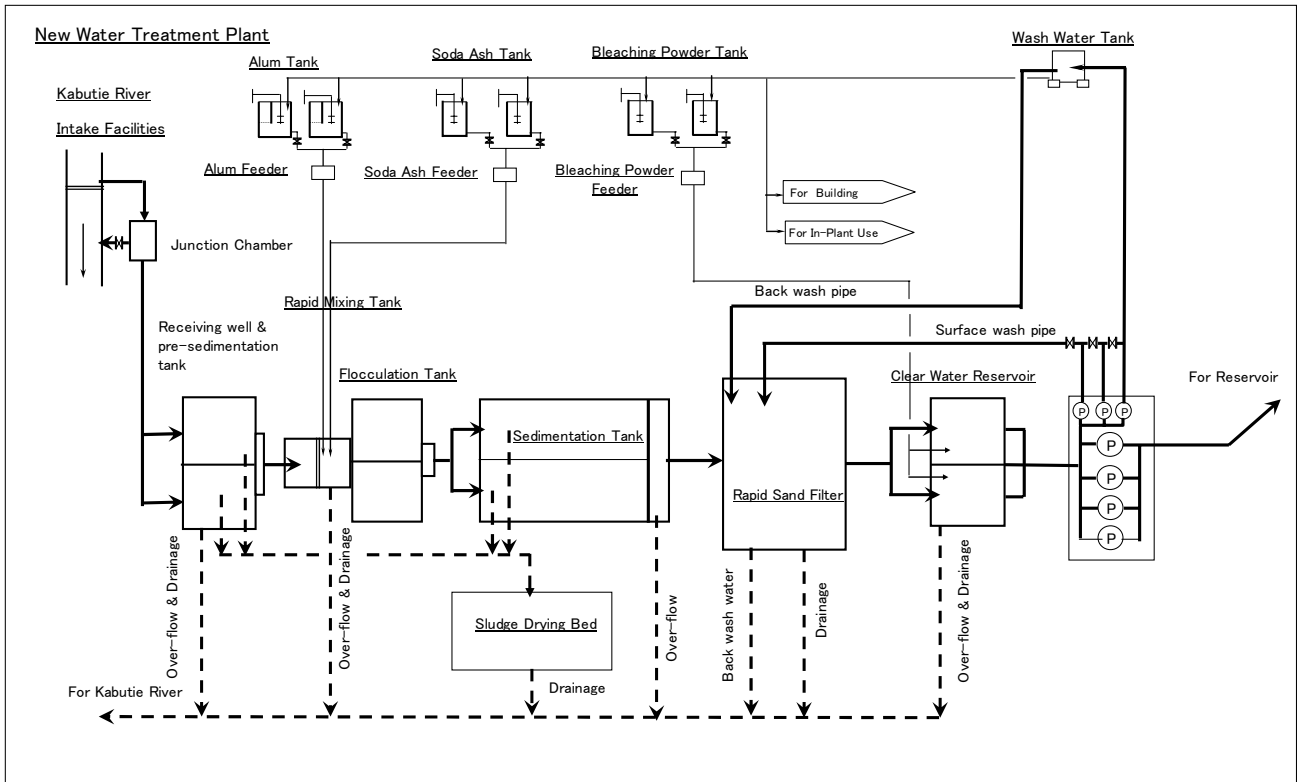 New Water Treatment Plant
Wash Water Tank
Alum Tank
Soda Ash Tank
Bleaching Powder Tank
Kabutie River
Intake Facilities
Alum Feeder
Soda Ash Feeder
Bleaching Powder
Feeder
For Building
For In-Plant Use
Junction Chamber
Rapid Mixing Tank
Back wash pipe
Receiving well &
pre-sedimentation
tank
Surface wash pipe
Flocculation Tank
Clear Water Reservoir
For Reservoir
P P P
Sedimentation Tank
P
Rapid Sand Filter
P
P
P
Over-flow & Drainage
Over-flow & Drainage
Sludge Drying Bed
Over-flow
Back wash water
Drainage
Over-flow & Drainage
Drainage
For Kabutie River